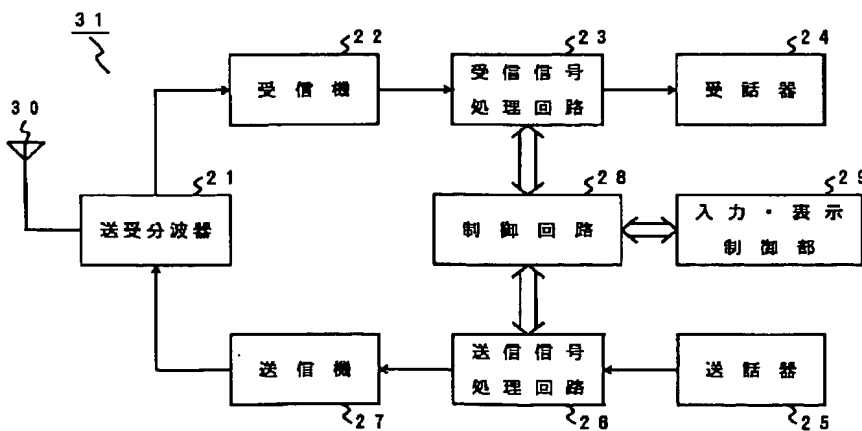 31
22
受信機
23
受信信号
処理回路
24
受話器
30
21
送受分波器
28
制御回路
29
入力・表示
制御部
送信機
27
送信信号
処理回路
26
送話器
25